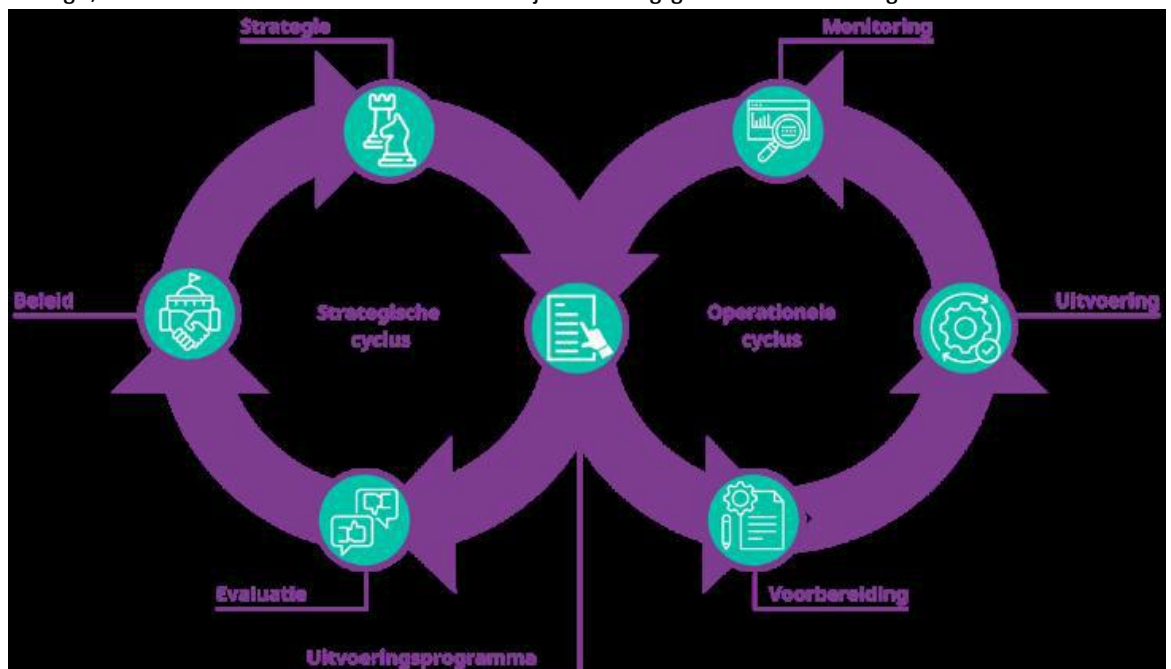 Strategie
Monitoring
Beleid
Strategische
cyclus
Operationele
cyclus
Uitvoering
Evaluatie
Voorbereiding
Uitvoeringsprogramma